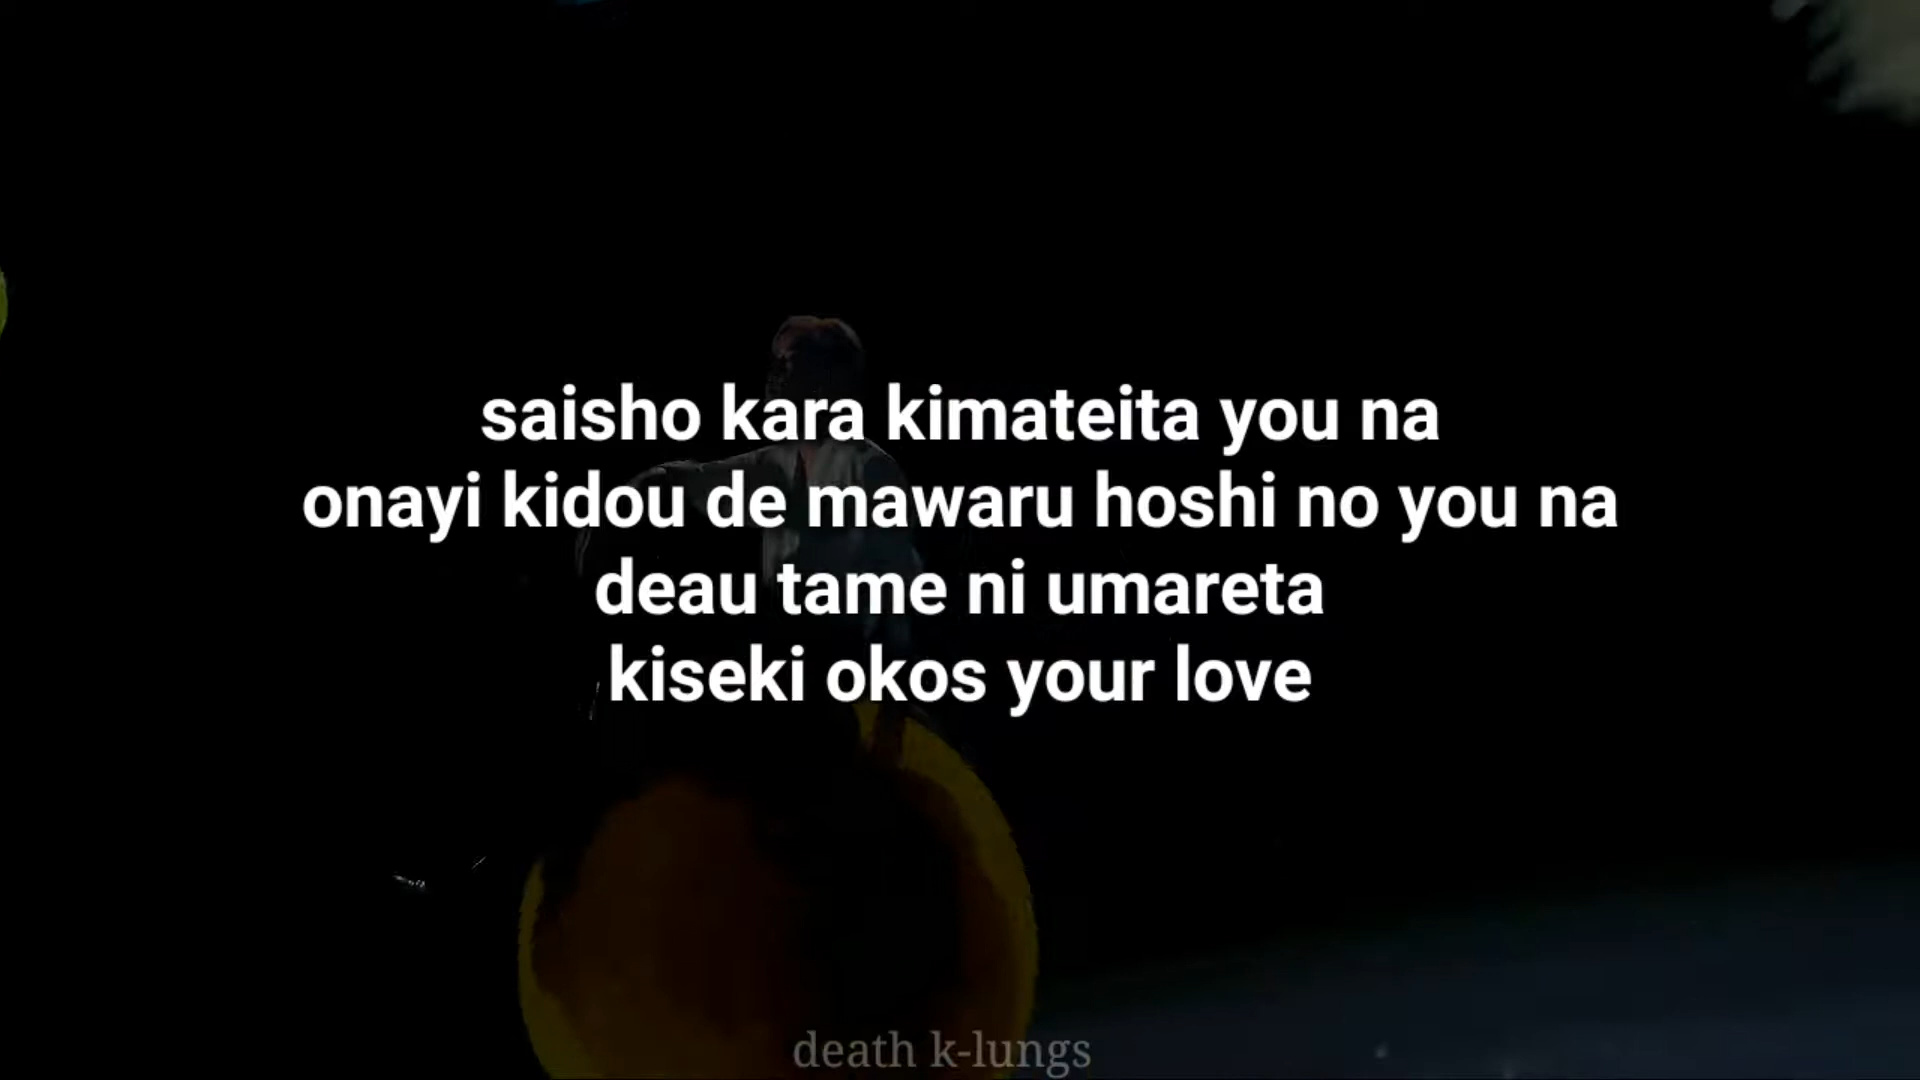 saisho kara kimateita you na
onayi kidou de mawaru hoshi no you na
deau tame ni umareta
kiseki okos your love
death k-lungs